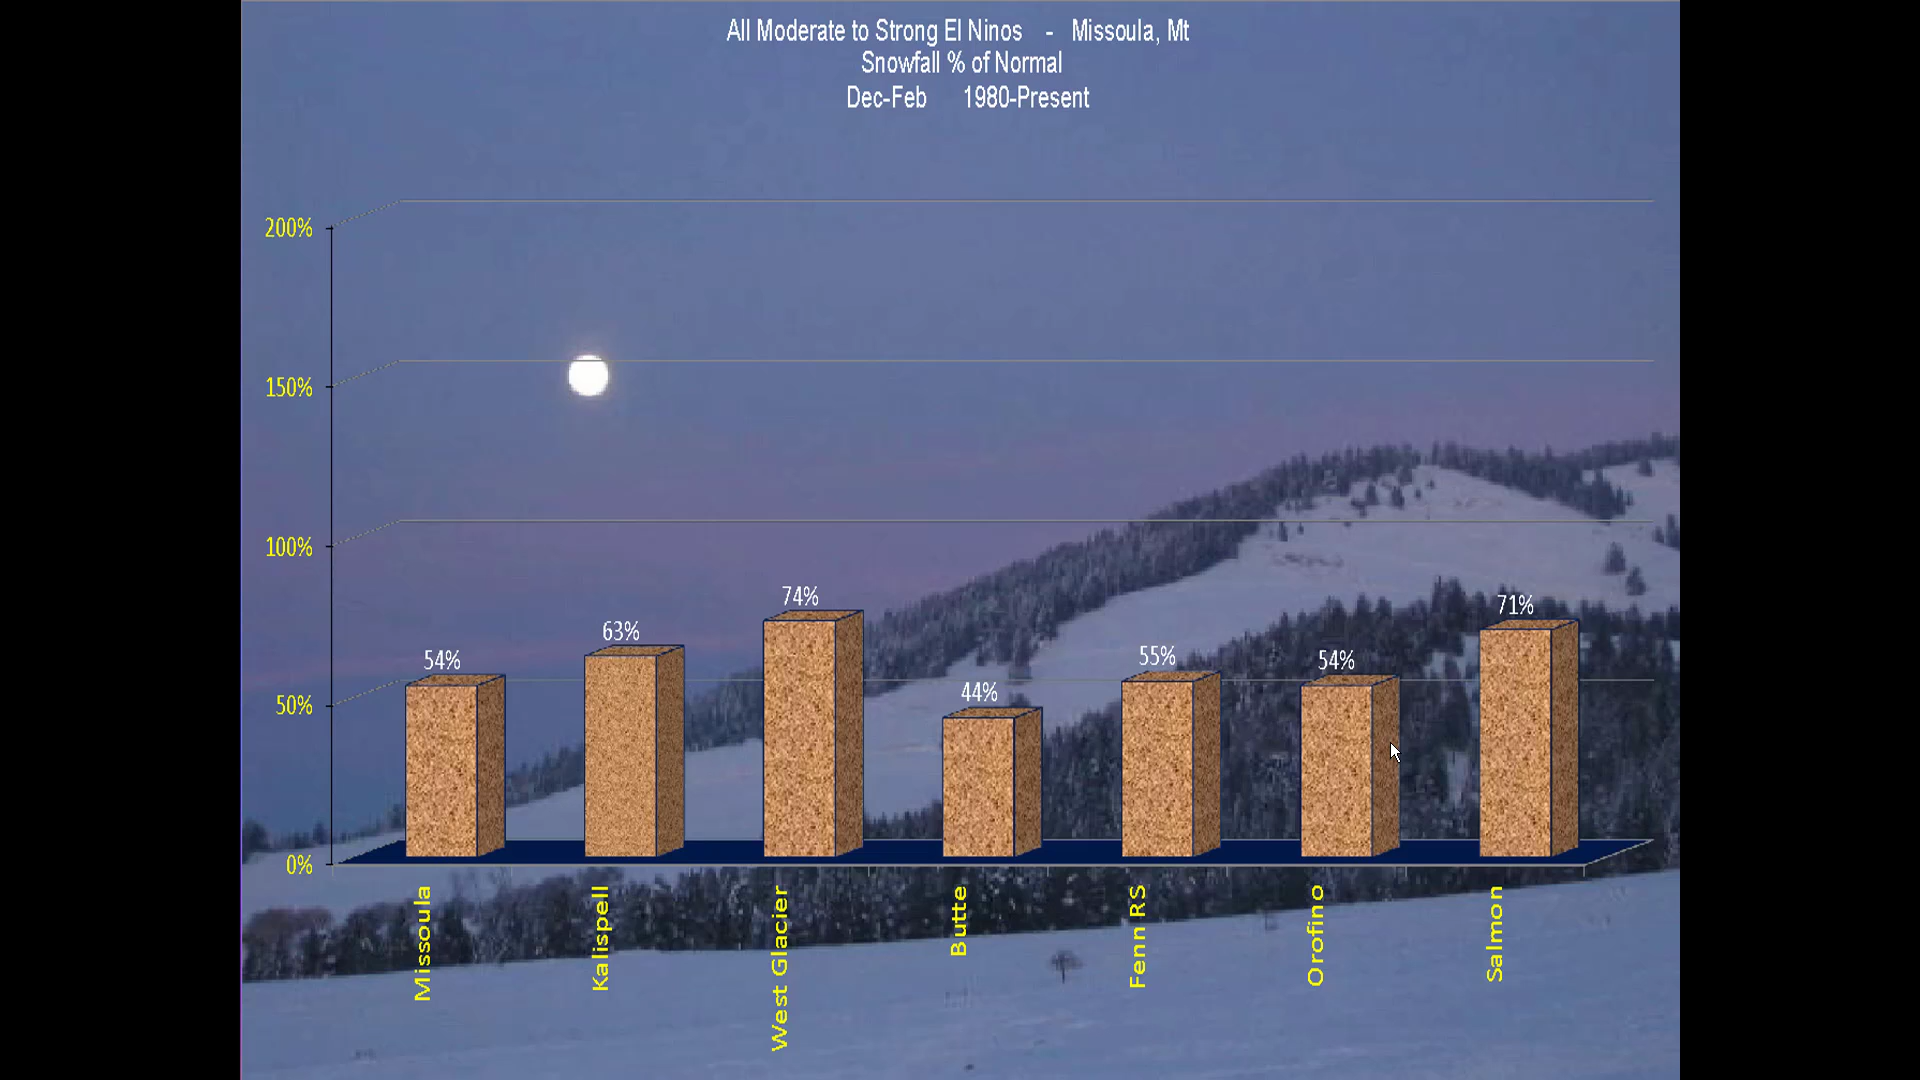 All Moderate to Strong El Ninos - Missoula, Mt
Snowfall % of Normal
Dec-Feb 1980-Present
200%
150%
100%
50%
0%
54%
63%
74%
44%
55%
54%
71%
Missoula
Kalispell
West Glacier
Butte
Fenn RS
Orofino
Salmon